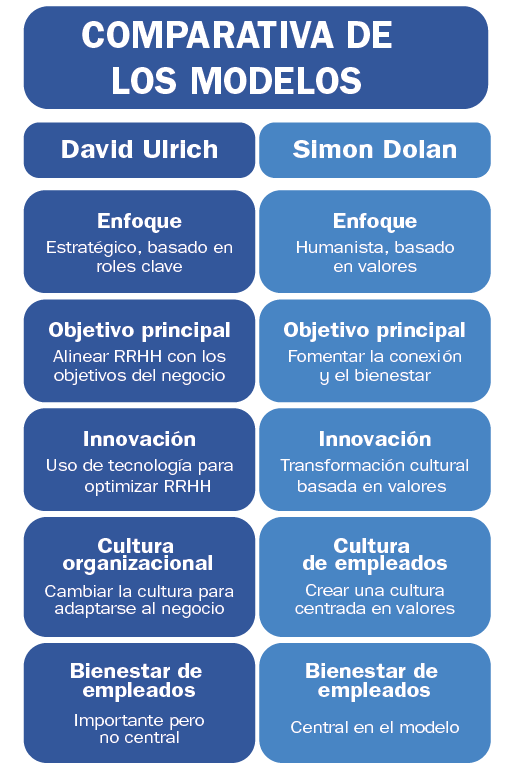 COMPARATIVA DE
LOS MODELOS
David Ulrich
Simon Dolan
Enfoque
Estratégico, basado en
roles clave
Enfoque
Humanista, basado
en valores
Objetivo principal
Alinear RRHH con los
objetivos del negocio
Objetivo principal
Fomentar la conexión
y el bienestar
Innovación
Uso de tecnología para
optimizar RRHH
Innovación
Transformación cultural
basada en valores
Cultura
organizacional
Cambiar la cultura para
adaptarse al negocio
Cultura
de empleados
Crear una cultura
centrada en valores
Bienestar de
empleados
Importante pero
no central
Bienestar de
empleados
Central en el modelo